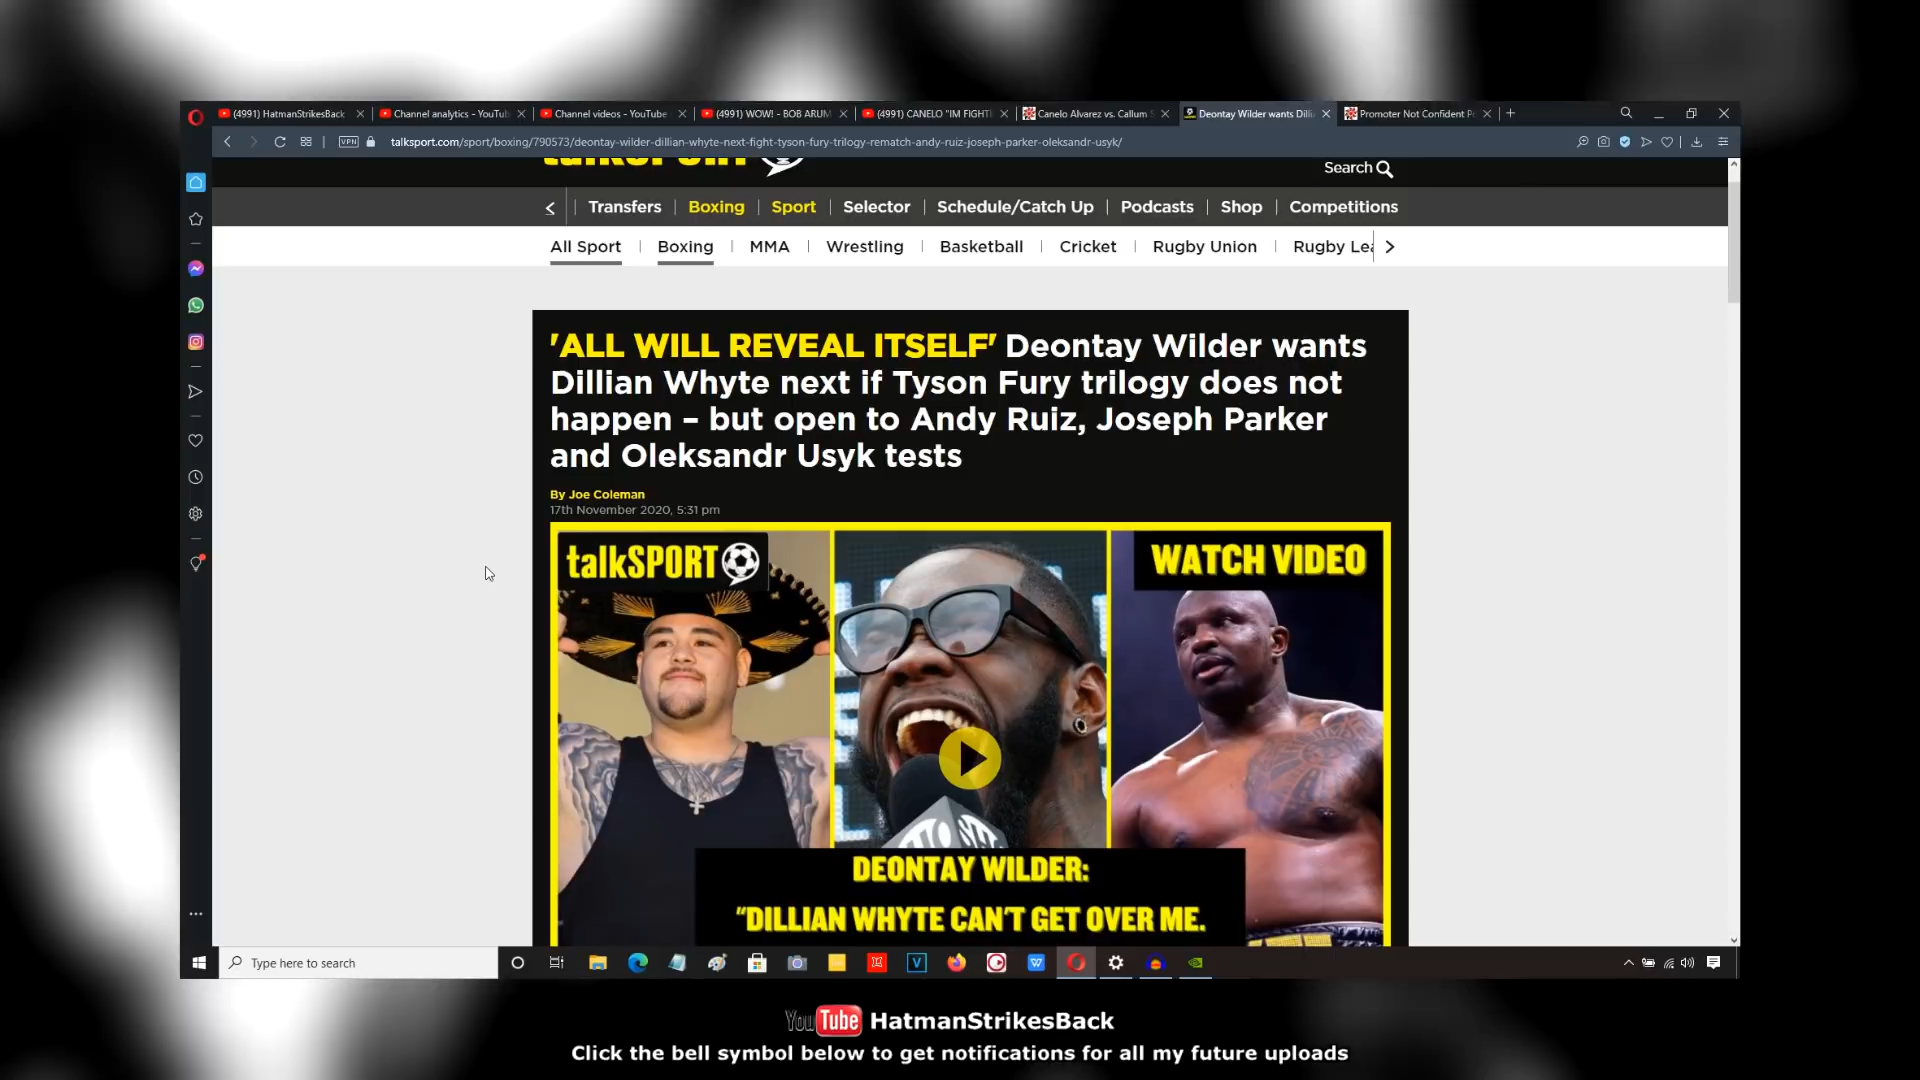 (4991) HatmanStrikesBack
Channel analytics - YouTub
Channel videos - YouTube
(4991) WOW! - BOB ARUM
(4991) CANELO "IM FIGHTI
Canelo Alvarez vs. Callum S
Deontay Wilder wants Dilli
Promoter Not Confident Po
VPN
talksport.com/sport/boxing/790573/deontay-wilder-dillian-whyte-next-fight-tyson-fury-trilogy-rematch-andy-ruiz-joseph-parker-oleksandr-usyk/
talkSPORT
Search
Transfers
Boxing
Sport
Selector
Schedule/Catch Up
Podcasts
Shop
Competitions
All Sport
Boxing
MMA
Wrestling
Basketball
Cricket
Rugby Union
Rugby Lea
'ALL WILL REVEAL ITSELF' Deontay Wilder wants
Dillian Whyte next if Tyson Fury trilogy does not
happen – but open to Andy Ruiz, Joseph Parker
and Oleksandr Usyk tests
By Joe Coleman
17th November 2020, 5:31 pm
talkSPORT
WATCH VIDEO
DEONTAY WILDER:
"DILLIAN WHYTE CAN'T GET OVER ME.
Type here to search
YouTube HatmanStrikesBack
Click the bell symbol below to get notifications for all my future uploads